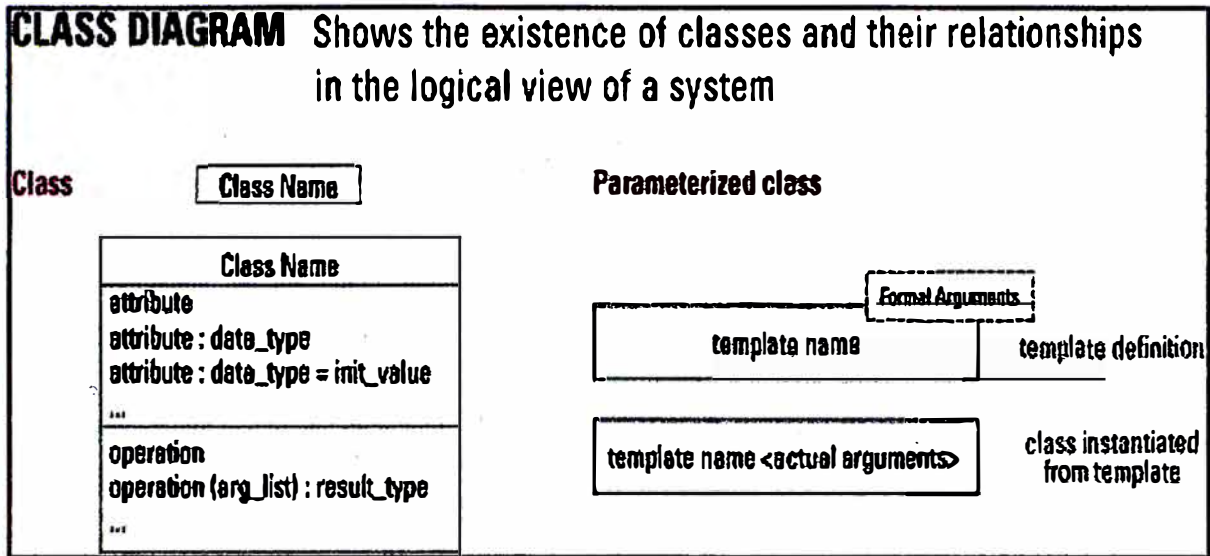 CLASS DIAGRAM Shows the existence of classes and their relationships
in the logical view of a system
Class
Class Name
Class Name
attribute
attribute : data_type
attribute : data_type = init_value
...
operation
operation (arg_list) : result_type
...
Parameterized class
Formal Arguments
template name
template definition
template name <actual arguments>
class instantiated
from template